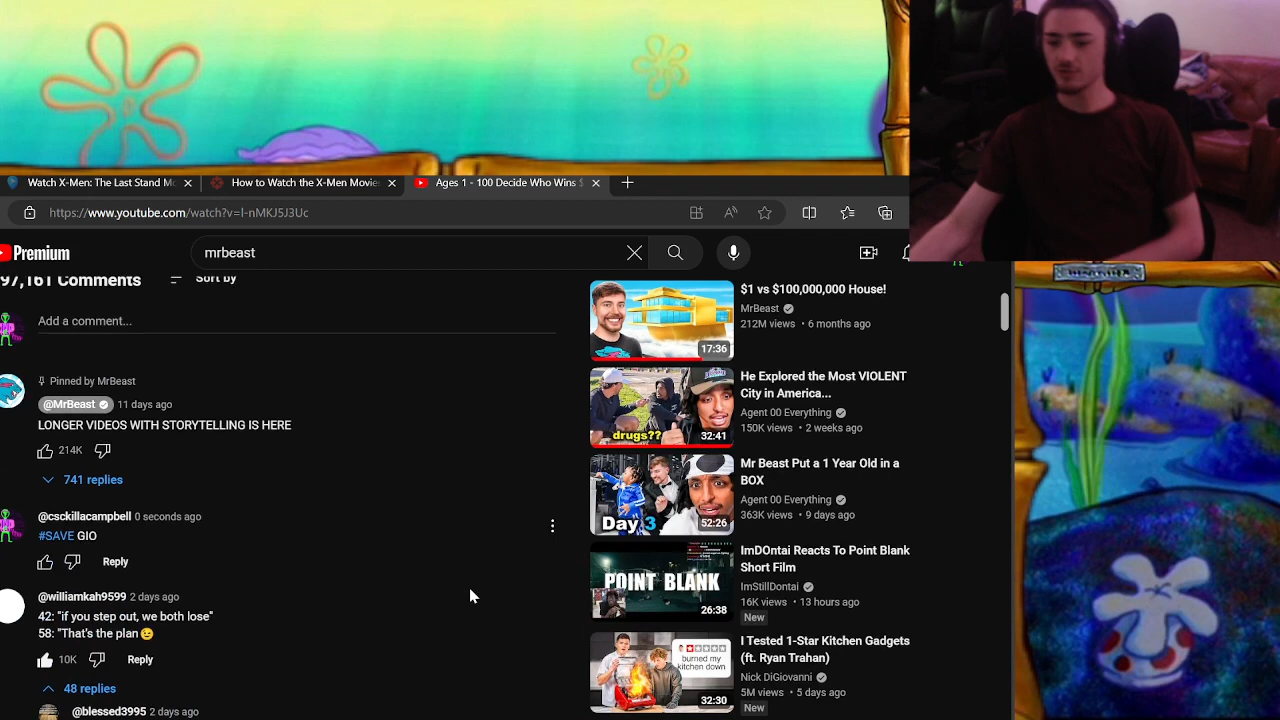 Watch X-Men: The Last Stand Mo
How to Watch the X-Men Movies
Ages 1 - 100 Decide Who Wins $
https://www.youtube.com/watch?v=l-nMKJ5J3Uc
Premium
mrbeast
97,161 Comments
Sort by
Add a comment...
Pinned by MrBeast
@MrBeast 11 days ago
LONGER VIDEOS WITH STORYTELLING IS HERE
214K
741 replies
@csckillacampbell 0 seconds ago
#SAVE GIO
Reply
@williamkah9599 2 days ago
42: "if you step out, we both lose"
58: "That's the plan😉
10K
Reply
48 replies
@blessed3995 2 days ago
17:36
$1 vs $100,000,000 House!
MrBeast
212M views • 6 months ago
drugs??
32:41
He Explored the Most VIOLENT
City in America...
Agent 00 Everything
150K views • 2 weeks ago
Day 3
52:26
Mr Beast Put a 1 Year Old in a
BOX
Agent 00 Everything
363K views • 9 days ago
POINT BLANK
26:38
ImDOntai Reacts To Point Blank
Short Film
ImStillDontai
16K views • 13 hours ago
New
burned my
kitchen down
32:30
I Tested 1-Star Kitchen Gadgets
(ft. Ryan Trahan)
Nick DiGiovanni
5M views • 5 days ago
New